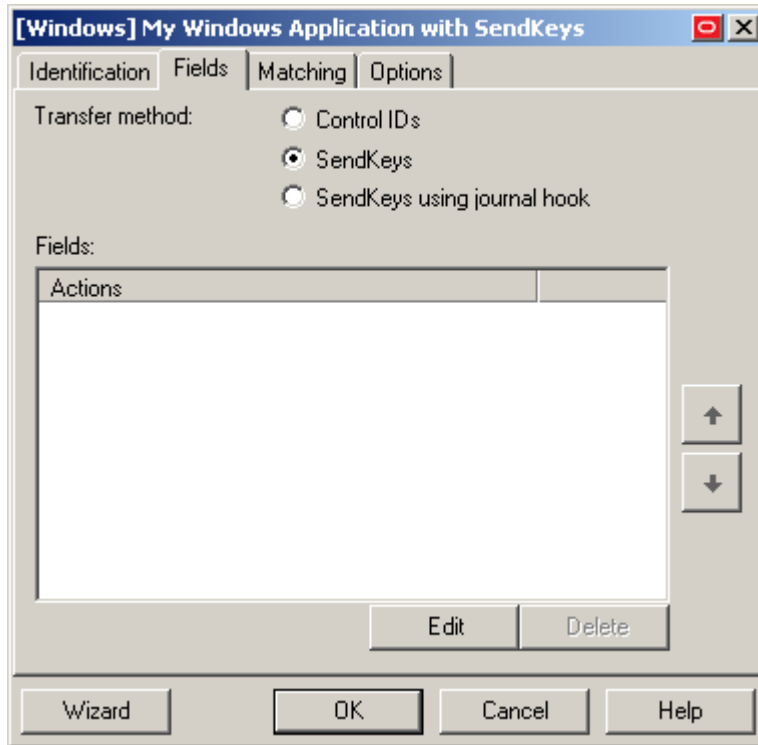 [Windows] My Windows Application with SendKeys
Identification Fields Matching Options
Transfer method:
Control IDs
SendKeys
SendKeys using journal hook
Fields:
Actions
Edit Delete
Wizard OK Cancel Help